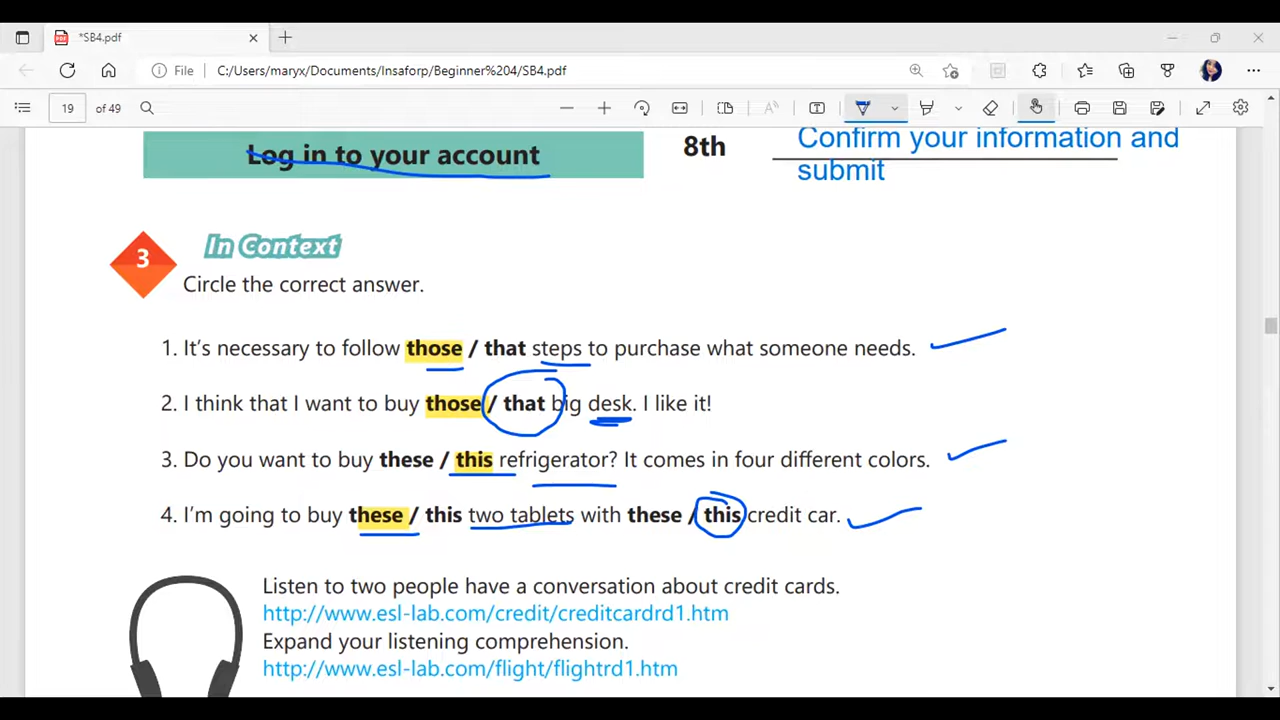 *SB4.pdf
File C:/Users/maryx/Documents/Insaforp/Beginner%204/SB4.pdf
19 of 49
Log in to your account
8th
Confirm your information and
submit
3
In Context
Circle the correct answer.
1. It's necessary to follow those / that steps to purchase what someone needs.
2. I think that I want to buy those / that big desk. I like it!
3. Do you want to buy these / this refrigerator? It comes in four different colors.
4. I'm going to buy these / this two tablets with these / this credit car.
Listen to two people have a conversation about credit cards.
http://www.esl-lab.com/credit/creditcardrd1.htm
Expand your listening comprehension.
http://www.esl-lab.com/flight/flightrd1.htm